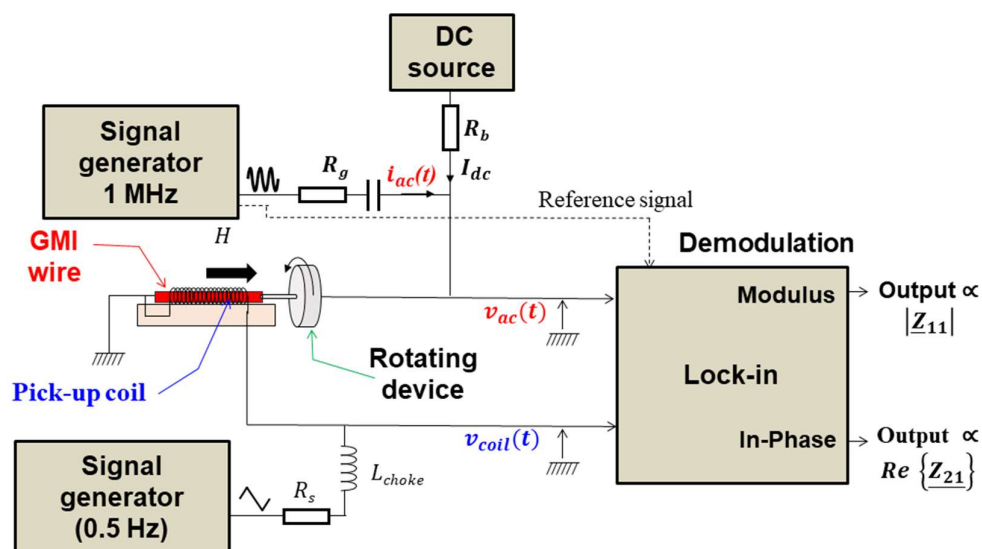 DC
source
R_b
I_dc
Signal
generator
1 MHz
R_g
i_ac(t)
Reference signal
H
GMI
wire
Demodulation
Modulus
Output ∝
|Z_11|
v_ac(t)
Rotating
device
Pick-up coil
Lock-in
v_coil(t)
In-Phase
Output ∝
Re {Z_21}
Signal
generator
(0.5 Hz)
L_choke
R_s